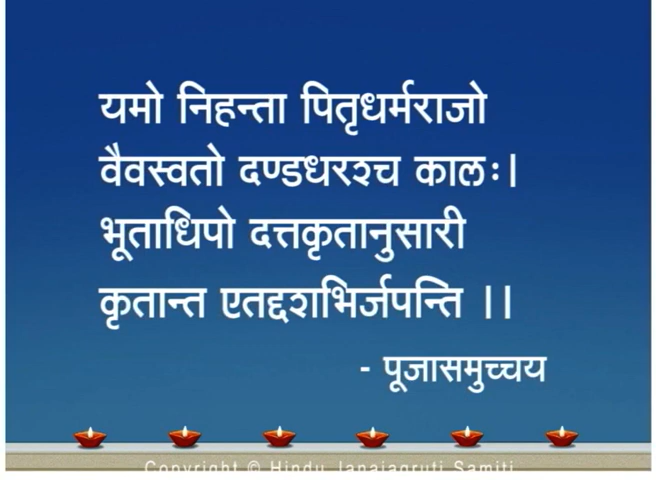 यमो निहन्ता पितृधर्मराजो
वैवस्वतो दण्डधरश्च कालः।
भूताधिपो दत्तकृतानुसारी
कृतान्त एतद्दशभिर्जपन्ति ।।
- पूजासमुच्चय
Copyright © Hindu Janajagruti Samiti